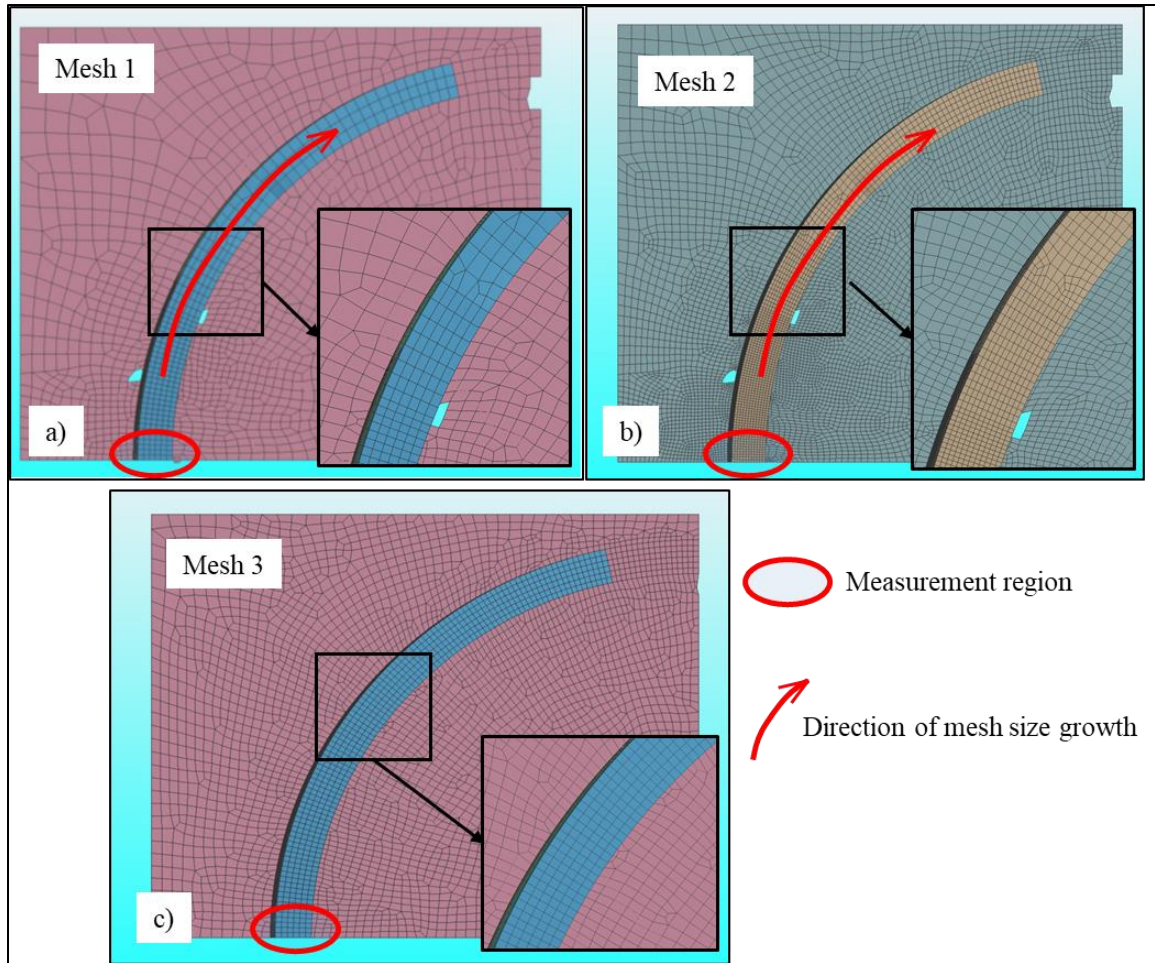 Mesh 1
a)
Mesh 2
b)
Mesh 3
c)
Measurement region
Direction of mesh size growth